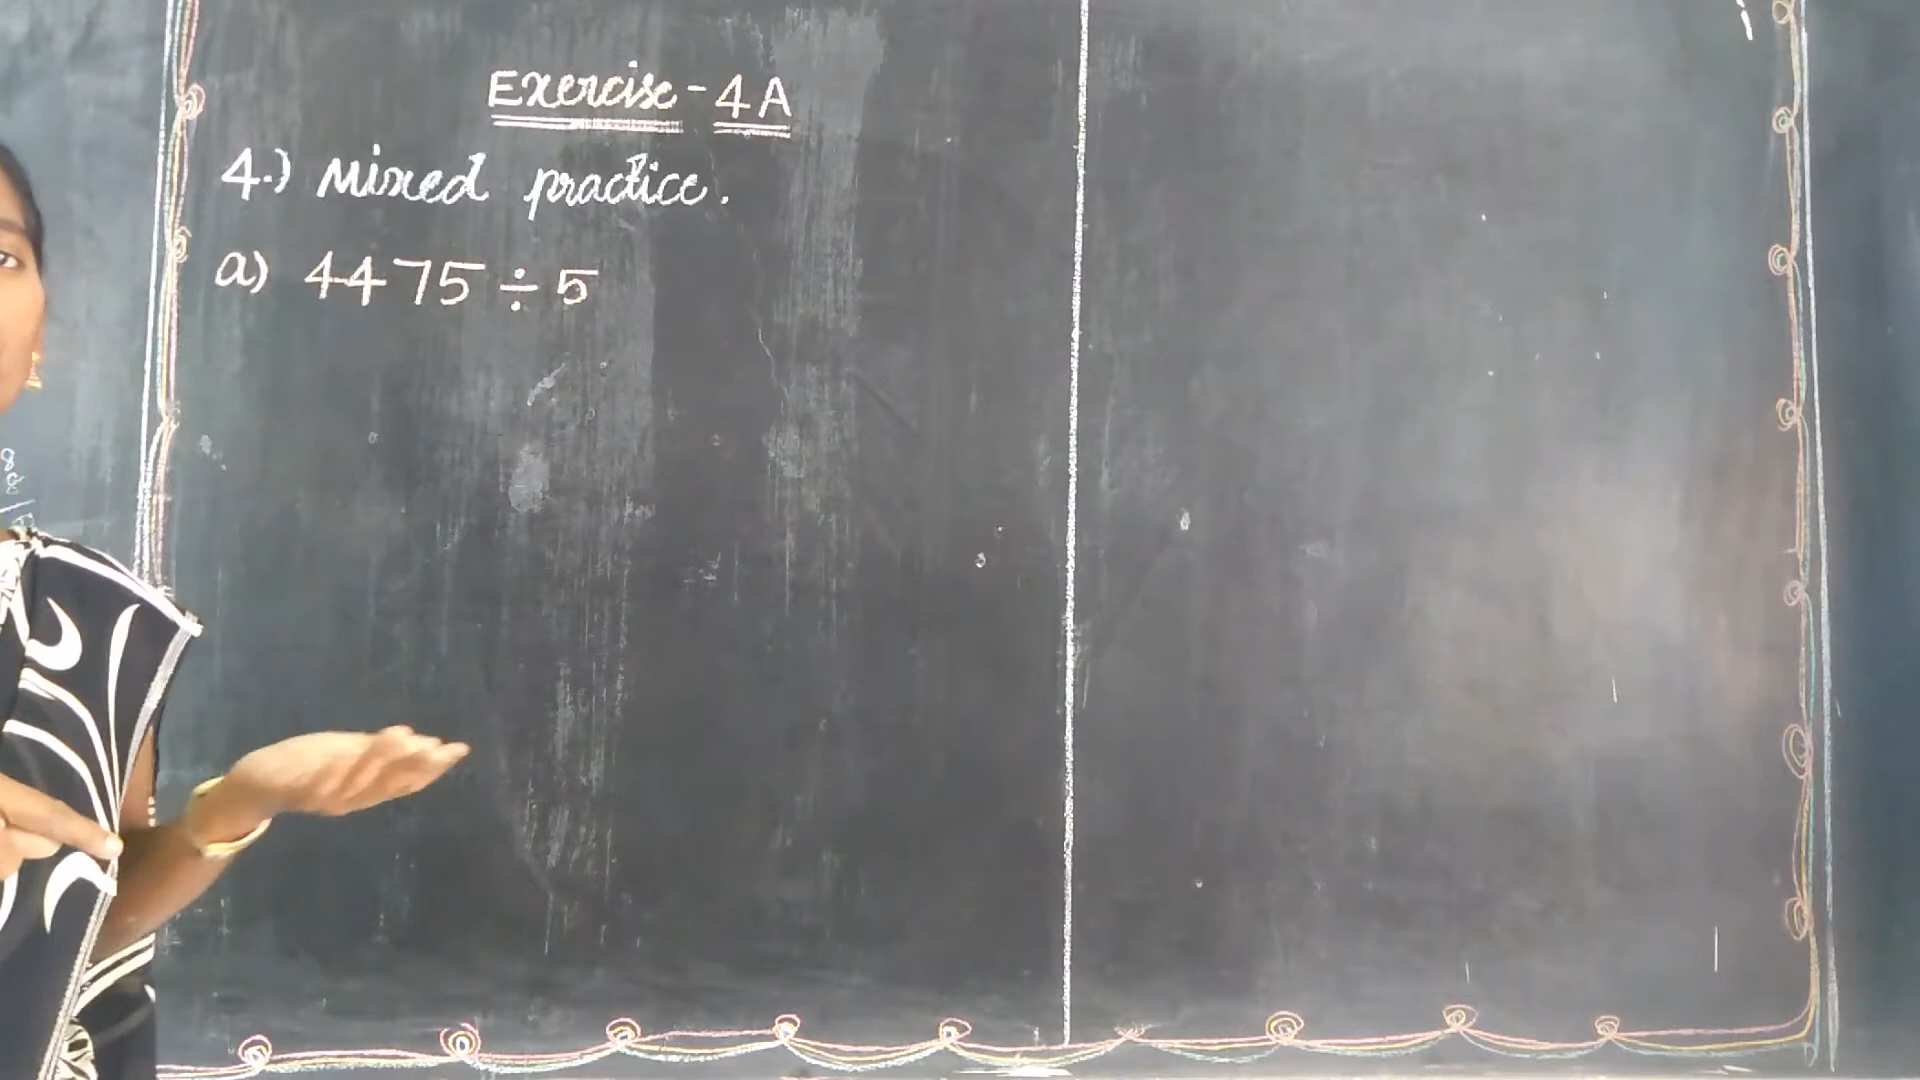 Exercise - 4A
4.) Mixed practice.
a) 4475 ÷ 5